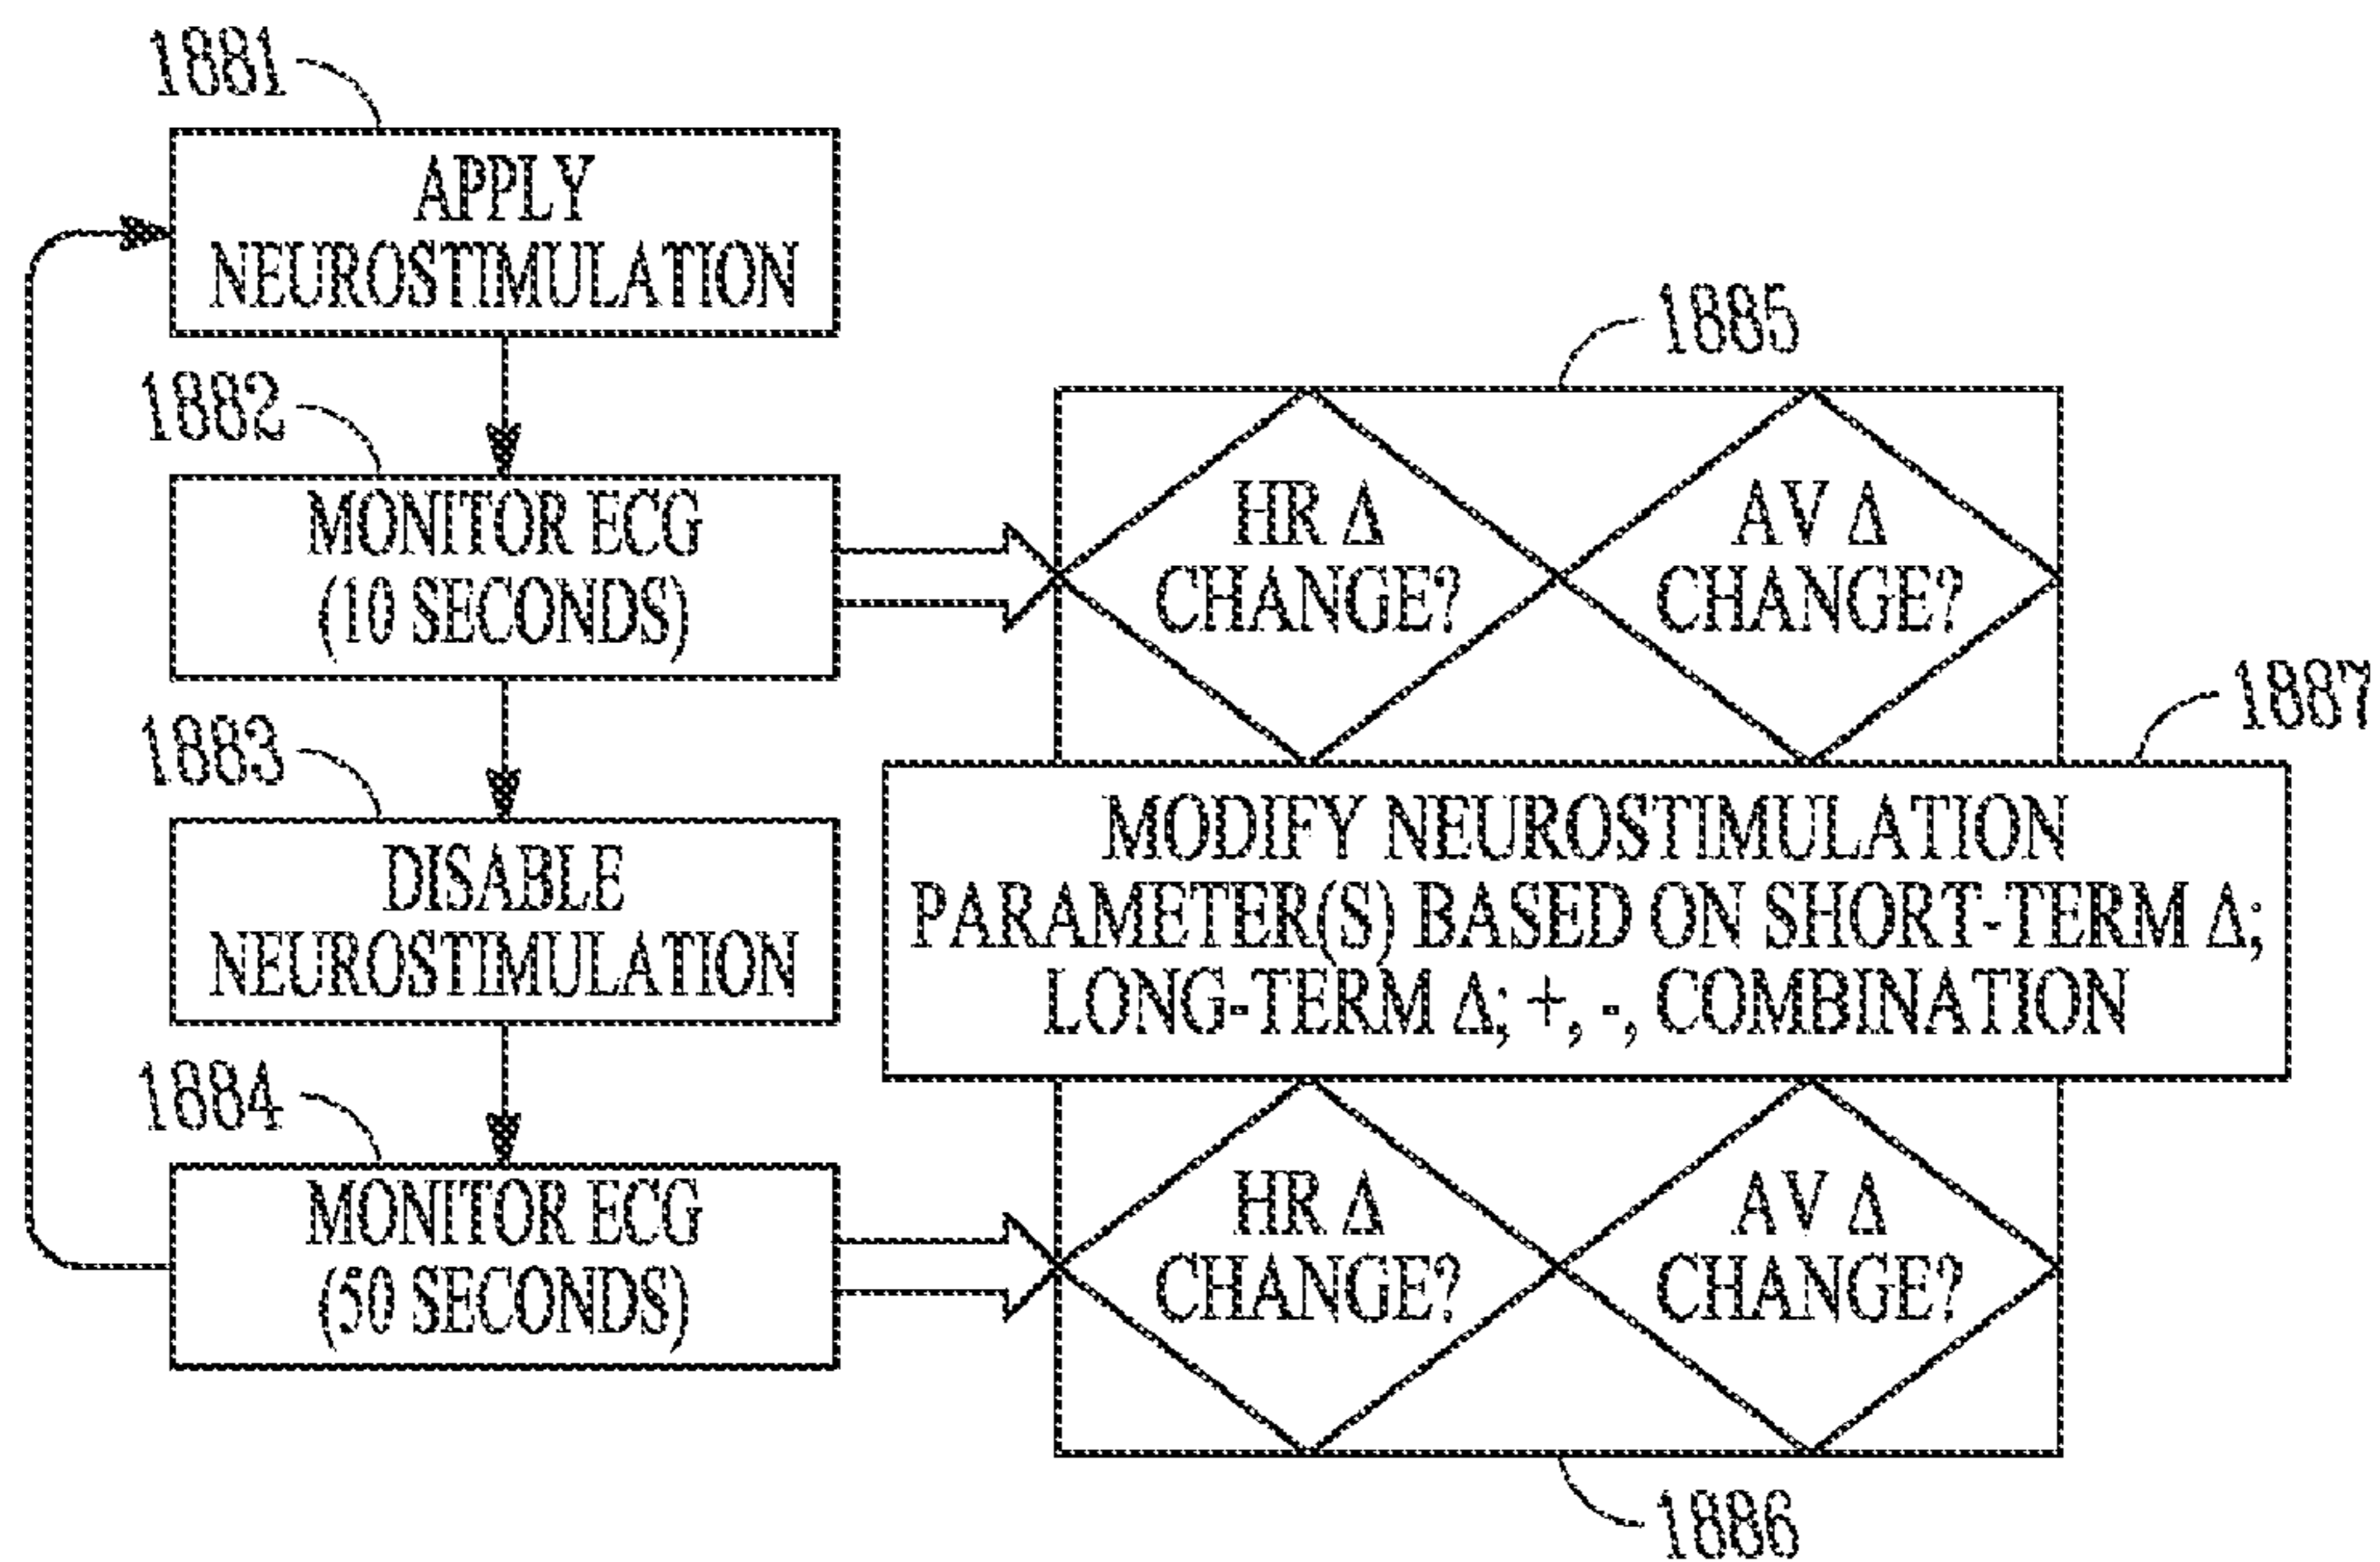 1881
APPLY
NEUROSTIMULATION
1882
MONITOR ECG
(10 SECONDS)
1883
DISABLE
NEUROSTIMULATION
1884
MONITOR ECG
(50 SECONDS)
1885
HR Δ
CHANGE?
AV Δ
CHANGE?
1887
MODIFY NEUROSTIMULATION
PARAMETER(S) BASED ON SHORT-TERM Δ;
LONG-TERM Δ; +, -, COMBINATION
HR Δ
CHANGE?
AV Δ
CHANGE?
1886